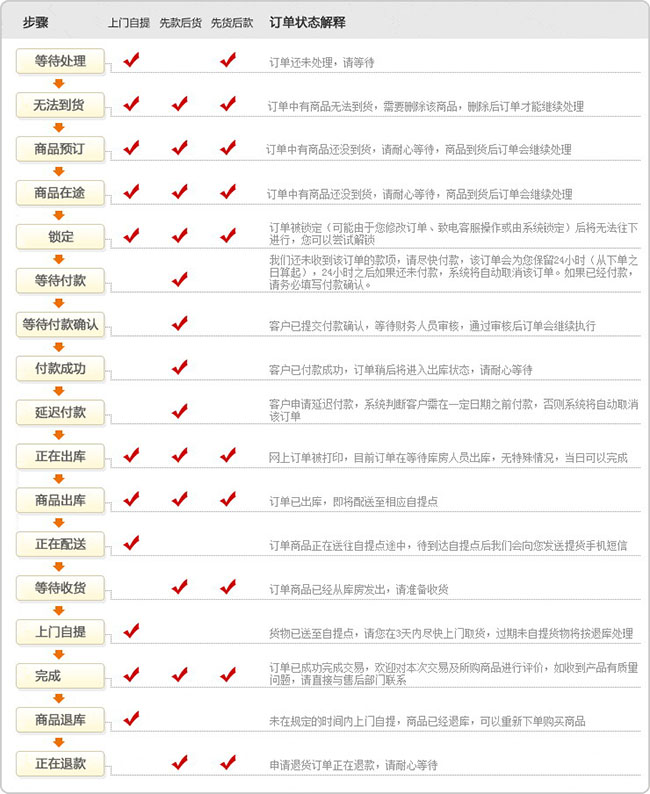 步骤 上门自提 先款后货 先货后款 订单状态解释
等待处理 订单还未处理，请等待
无法到货 订单中有商品无法到货，需要删除该商品，删除后订单才能继续处理
商品预订 订单中有商品还没到货，请耐心等待，商品到货后订单会继续处理
商品在途 订单中有商品还没到货，请耐心等待，商品到货后订单会继续处理
锁定 订单被锁定（可能由于您修改订单、致电客服操作或由系统锁定）后将无法往下
进行，您可以尝试解锁
等待付款 我们还未收到该订单的款项，请尽快付款，该订单会为您保留24小时（从下单之
日算起），24小时之后如果还未付款，系统将自动取消该订单。如果已经付款，
请务必填写付款确认。
等待付款确认 客户已提交付款确认，等待财务人员审核，通过审核后订单会继续执行
付款成功 客户已付款成功，订单稍后将进入出库状态，请耐心等待
延迟付款 客户申请延迟付款，系统判断客户需在一定日期之前付款，否则系统将自动取消
该订单
正在出库 网上订单被打印，目前订单在等待库房人员出库，无特殊情况，当日可以完成
商品出库 订单已出库，即将配送至相应自提点
正在配送 订单商品正在送往自提点途中，待到达自提点后我们会向您发送提货手机短信
等待收货 订单商品已经从库房发出，请准备收货
上门自提 货物已送至自提点，请您在3天内尽快上门取货，过期未自提货物将按退库处理
完成 订单已成功完成交易，欢迎对本次交易及所购商品进行评价，如收到产品有质量
问题，请直接与售后部门联系
商品退库 未在规定的时间内上门自提，商品已经退库，可以重新下单购买商品
正在退款 申请退货订单正在退款，请耐心等待